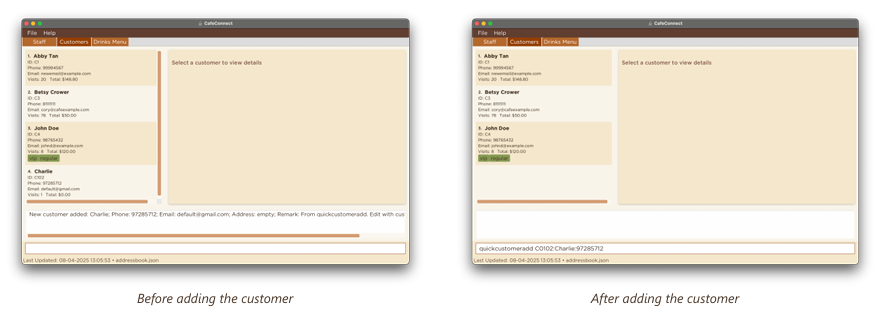 CafeConnect
File Help
Staff Customers Drinks Menu
1. Abby Tan
ID: C1
Phone: 99994567
Email: newemail@example.com
Visits: 20 Total: $146.80
2. Betsy Crower
ID: C3
Phone: 81111111
Email: cory@cafeexample.com
Visits: 78 Total: $50.00
3. John Doe
ID: C4
Phone: 98765432
Email: johnd@example.com
Visits: 8 Total: $120.00
vip regular
4. Charlie
ID: C102
Phone: 97285712
Email: default@gmail.com
Visits: 1 Total: $0.00
Select a customer to view details
New customer added: Charlie; Phone: 97285712; Email: default@gmail.com; Address: empty; Remark: From quickcustomeradd. Edit with cus
Last Updated: 08-04-2025 13:05:53 • addressbook.json
Before adding the customer
CafeConnect
File Help
Staff Customers Drinks Menu
1. Abby Tan
ID: C1
Phone: 99994567
Email: newemail@example.com
Visits: 20 Total: $146.80
2. Betsy Crower
ID: C3
Phone: 81111111
Email: cory@cafeexample.com
Visits: 78 Total: $50.00
3. John Doe
ID: C4
Phone: 98765432
Email: johnd@example.com
Visits: 8 Total: $120.00
vip regular
Select a customer to view details
quickcustomeradd C0102:Charlie:97285712
Last Updated: 08-04-2025 13:05:53 • addressbook.json
After adding the customer